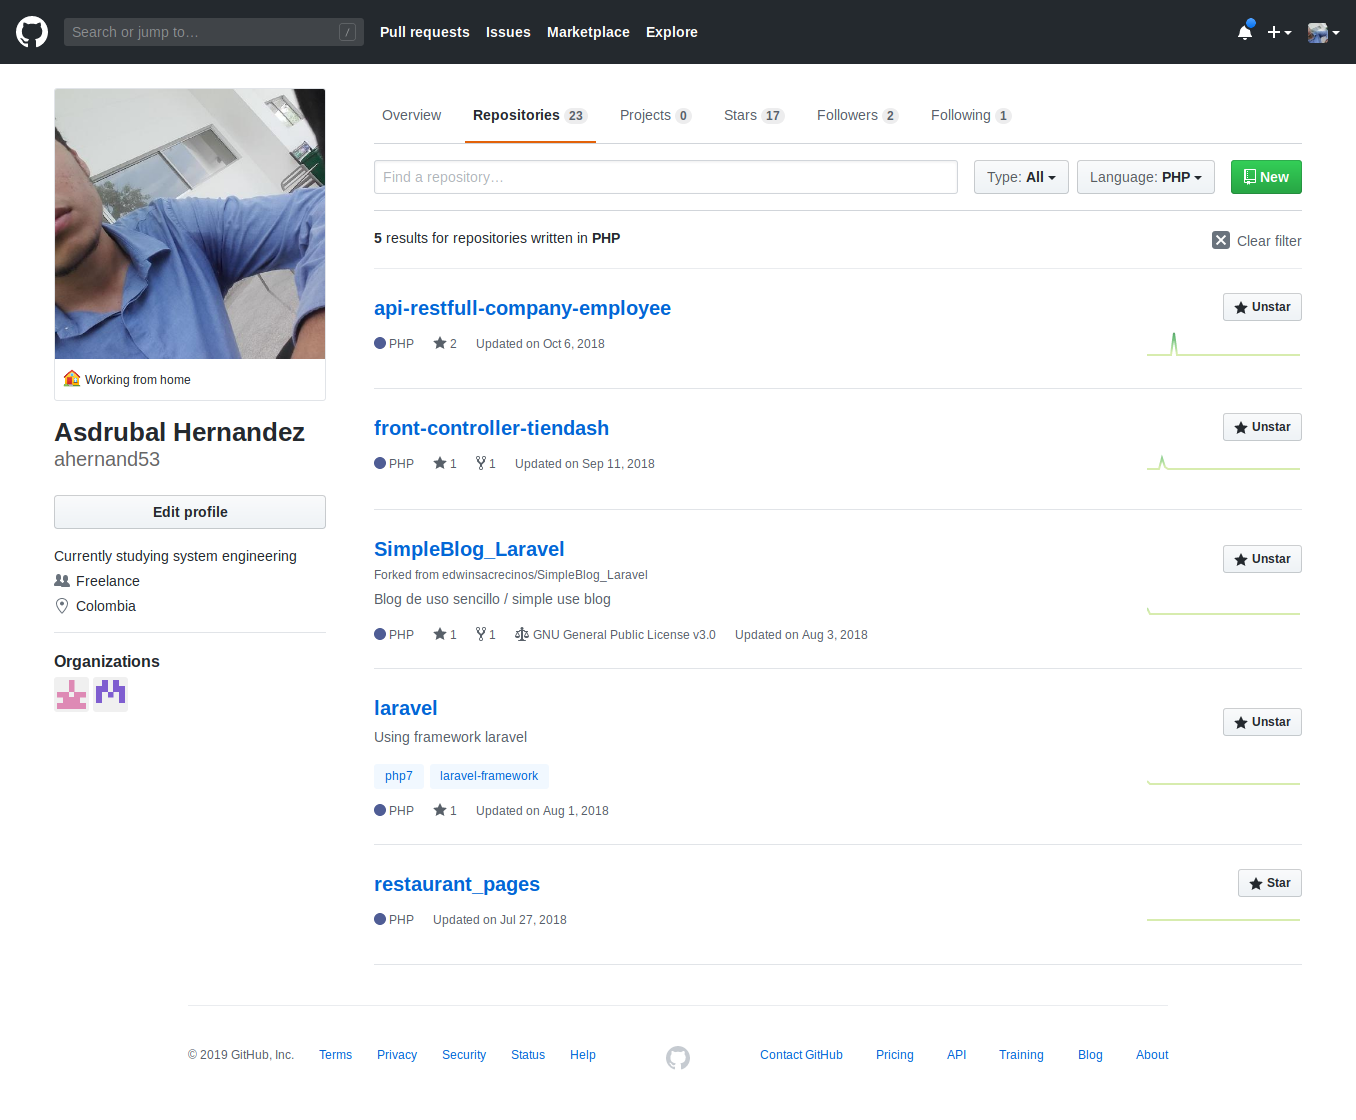 Search or jump to… /
Pull requests Issues Marketplace Explore
Overview Repositories 23 Projects 0 Stars 17 Followers 2 Following 1
Find a repository… Type: All Language: PHP New
5 results for repositories written in PHP Clear filter
api-restfull-company-employee Unstar
PHP 2 Updated on Oct 6, 2018
Working from home
Asdrubal Hernandez
ahernand53
Edit profile
Currently studying system engineering
Freelance
Colombia
Organizations
front-controller-tiendash Unstar
PHP 1 1 Updated on Sep 11, 2018
SimpleBlog_Laravel Unstar
Forked from edwinsacrecinos/SimpleBlog_Laravel
Blog de uso sencillo / simple use blog
PHP 1 1 GNU General Public License v3.0 Updated on Aug 3, 2018
laravel Unstar
Using framework laravel
php7 laravel-framework
PHP 1 Updated on Aug 1, 2018
restaurant_pages Star
PHP Updated on Jul 27, 2018
© 2019 GitHub, Inc. Terms Privacy Security Status Help Contact GitHub Pricing API Training Blog About